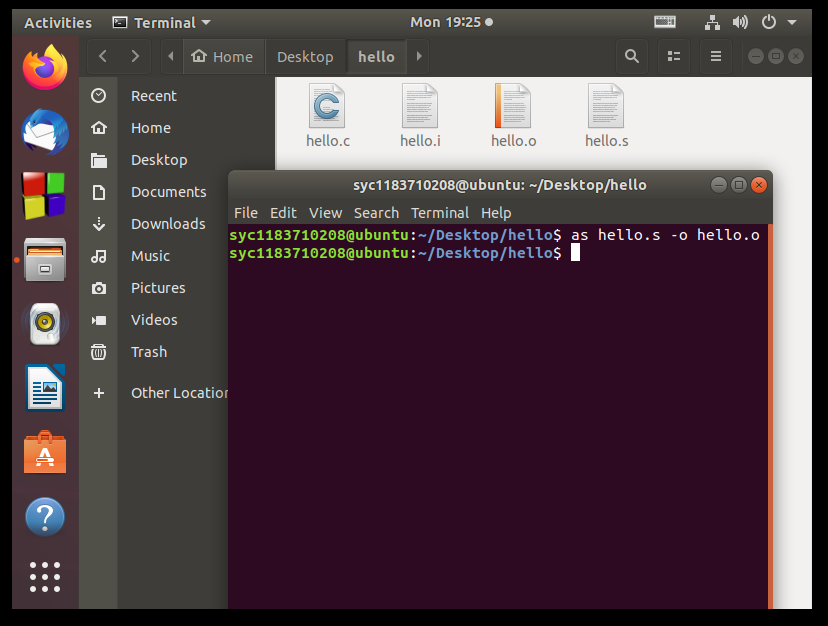 Activities Terminal Mon 19:25
Home Desktop hello
Recent
Home
Desktop
Documents
Downloads
Music
Pictures
Videos
Trash
Other Location
hello.c hello.i hello.o hello.s
syc1183710208@ubuntu: ~/Desktop/hello
File Edit View Search Terminal Help
syc1183710208@ubuntu:~/Desktop/hello$ as hello.s -o hello.o
syc1183710208@ubuntu:~/Desktop/hello$